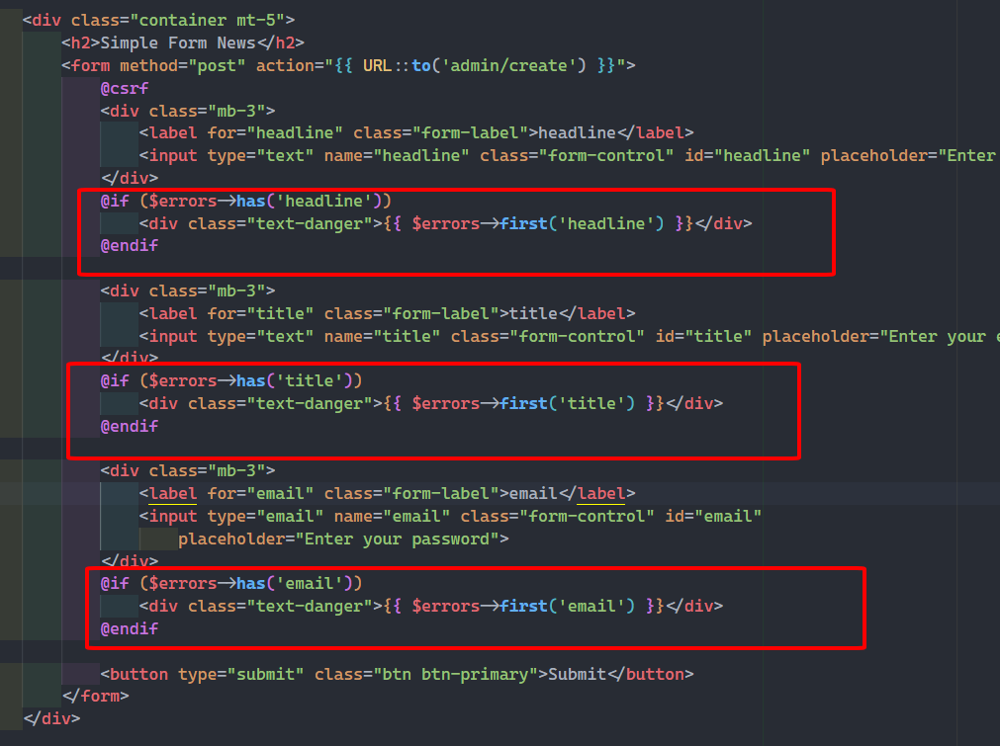 <div class="container mt-5">
<h2>Simple Form News</h2>
<form method="post" action="{{ URL::to('admin/create') }}">
@csrf
<div class="mb-3">
<label for="headline" class="form-label">headline</label>
<input type="text" name="headline" class="form-control" id="headline" placeholder="Enter
</div>
@if ($errors->has('headline'))
<div class="text-danger">{{ $errors->first('headline') }}</div>
@endif
<div class="mb-3">
<label for="title" class="form-label">title</label>
<input type="text" name="title" class="form-control" id="title" placeholder="Enter your e
</div>
@if ($errors->has('title'))
<div class="text-danger">{{ $errors->first('title') }}</div>
@endif
<div class="mb-3">
<label for="email" class="form-label">email</label>
<input type="email" name="email" class="form-control" id="email"
placeholder="Enter your password">
</div>
@if ($errors->has('email'))
<div class="text-danger">{{ $errors->first('email') }}</div>
@endif
<button type="submit" class="btn btn-primary">Submit</button>
</form>
</div>